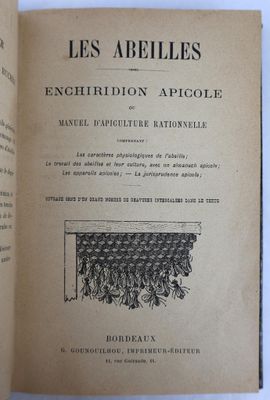 LES ABEILLES
ENCHIRIDION APICOLE
OU
MANUEL D'APICULTURE RATIONNELLE
COMPRENANT:
Les caractères physiologiques de l'abeille;
Le travail des abeilles et leur culture, avec un almanach apicole;
Les appareils apicoles; — La jurisprudence apicole;
OUVRAGE ORNÉ D'UN GRAND NOMBRE DE GRAVURES INTERCALÉES DANS LE TEXTE
BORDEAUX
G. GOUNOUILHOU, IMPRIMEUR-ÉDITEUR
11, rue Guiraude, 11.